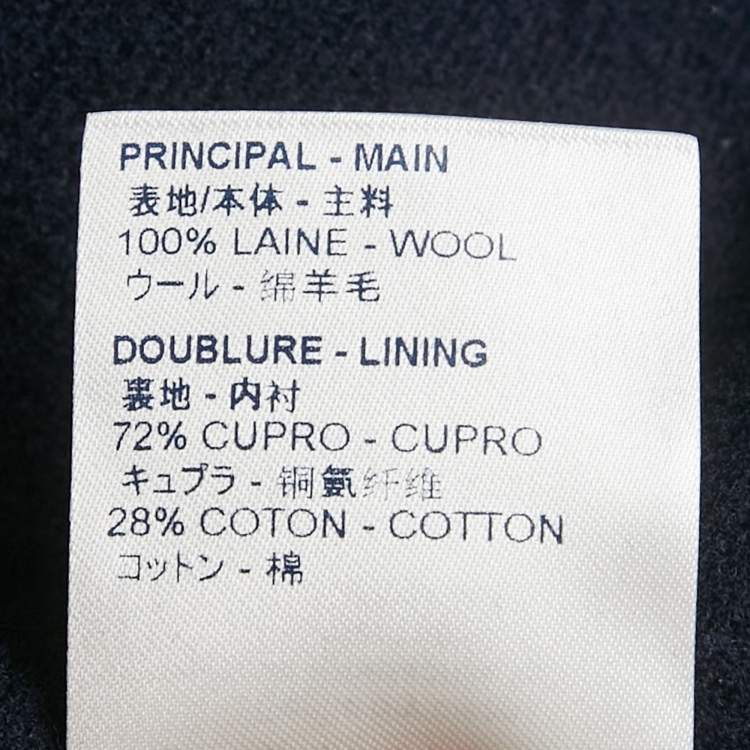 PRINCIPAL - MAIN
表地/本体 - 主料
100% LAINE - WOOL
ウール - 绵羊毛
DOUBLURE - LINING
裏地 - 内衬
72% CUPRO - CUPRO
キュプラ - 铜氨纤维
28% COTON - COTTON
コットン - 棉